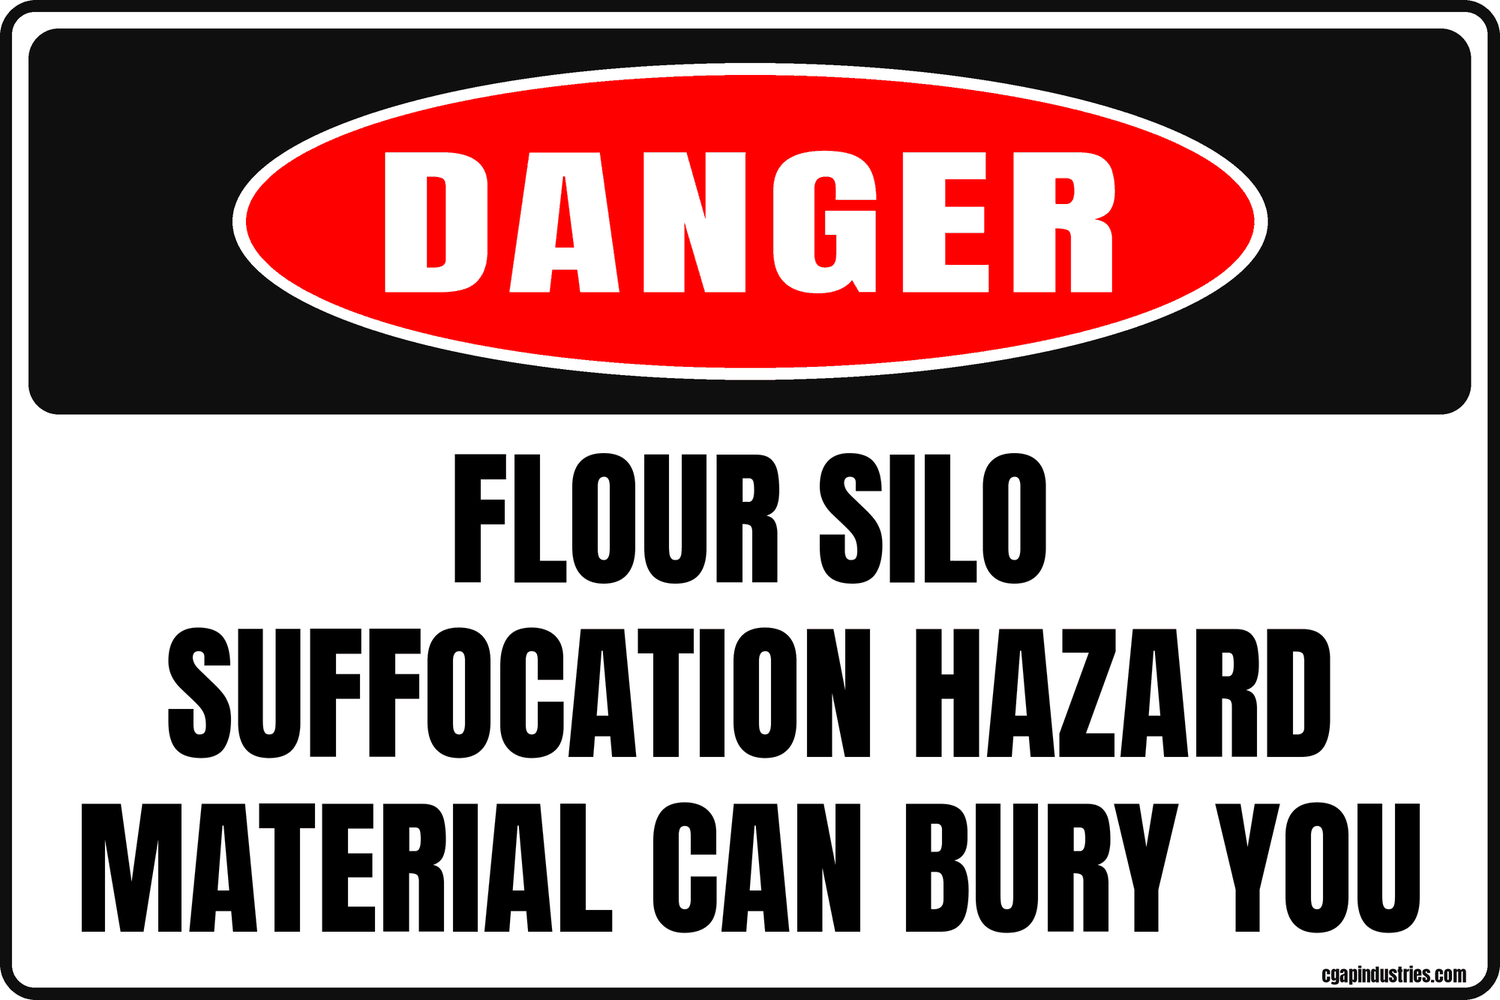 DANGER
FLOUR SILO
SUFFOCATION HAZARD
MATERIAL CAN BURY YOU
cgapindustries.com